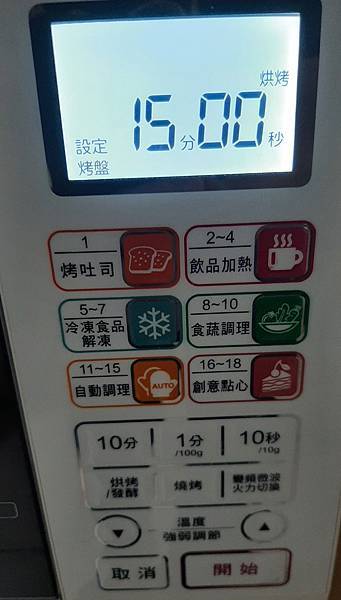 烘烤
15分00秒
設定
烤盤
1
烤吐司
2~4
飲品加熱
5~7
冷凍食品
解凍
8~10
食蔬調理
11~15
自動調理
AUTO
16~18
創意點心
10分
1分
/100g
10秒
/10g
烘烤
/發酵
燒烤
變頻微波
火力切換
溫度
強弱調節
取消
開始